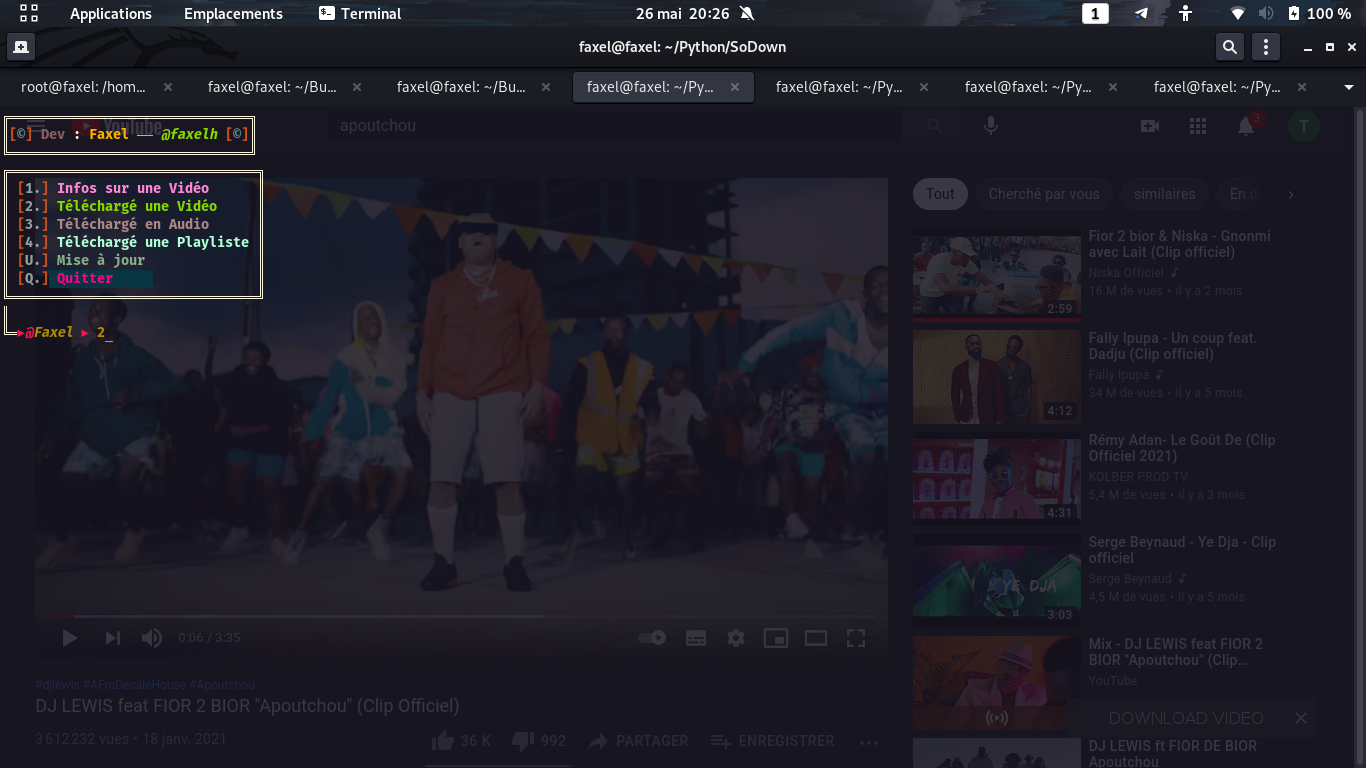 Applications Emplacements Terminal 26 mai 20:26 1 100 %
faxel@faxel: ~/Python/SoDown
root@faxel: /hom... faxel@faxel: ~/Bu... faxel@faxel: ~/Bu... faxel@faxel: ~/Py... faxel@faxel: ~/Py... faxel@faxel: ~/Py... faxel@faxel: ~/Py...
YouTube apoutchou 3 T
[©] Dev : Faxel —— @faxelh [©]
[1.] Infos sur une Vidéo
[2.] Téléchargé une Vidéo
[3.] Téléchargé en Audio
[4.] Téléchargé une Playliste
[U.] Mise à jour
[Q.] Quitter
@Faxel ▸ 2_
Tout Cherché par vous similaires En d
Fior 2 bior & Niska - Gnonmi
avec Lait (Clip officiel)
Niska Officiel
16 M de vues • il y a 2 mois
2:59
Fally Ipupa - Un coup feat.
Dadju (Clip officiel)
Fally Ipupa
34 M de vues • il y a 5 mois
4:12
Rémy Adan- Le Goût De (Clip
Officiel 2021)
KOLBER PROD TV
5,4 M de vues • il y a 3 mois
4:31
Serge Beynaud - Ye Dja - Clip
officiel
Serge Beynaud
4,5 M de vues • il y a 5 mois
YE DJA
3:03
Mix - DJ LEWIS feat FIOR 2
BIOR "Apoutchou" (Clip...
YouTube
0:06 / 3:35
#djlewis #AFroDécaléHouse #Apoutchou
DJ LEWIS feat FIOR 2 BIOR "Apoutchou" (Clip Officiel)
3 612 232 vues • 18 janv. 2021
36 K 992 PARTAGER ENREGISTRER
DOWNLOAD VIDEO
DJ LEWIS ft FIOR DE BIOR
Apoutchou